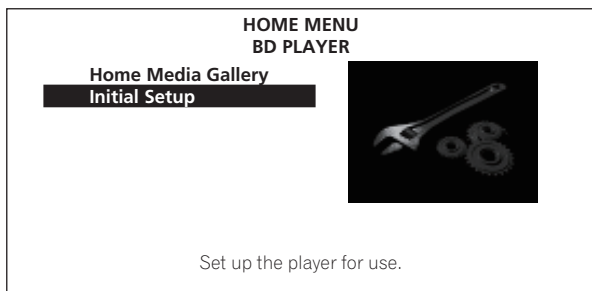 HOME MENU
BD PLAYER
Home Media Gallery
Initial Setup
Set up the player for use.